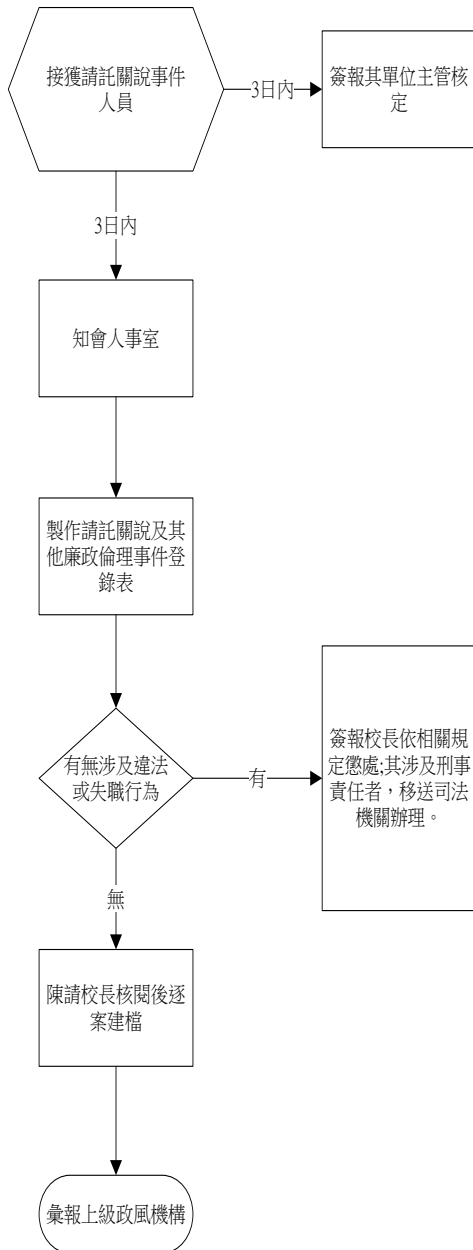 接獲請託關說事件
人員
3日內
簽報其單位主管核
定
3日內
知會人事室
製作請託關說及其
他廉政倫理事件登
錄表
有無涉及違法
或失職行為
有
簽報校長依相關規
定懲處;其涉及刑事
責任者，移送司法
機關辦理。
無
陳請校長核閱後逐
案建檔
彙報上級政風機構